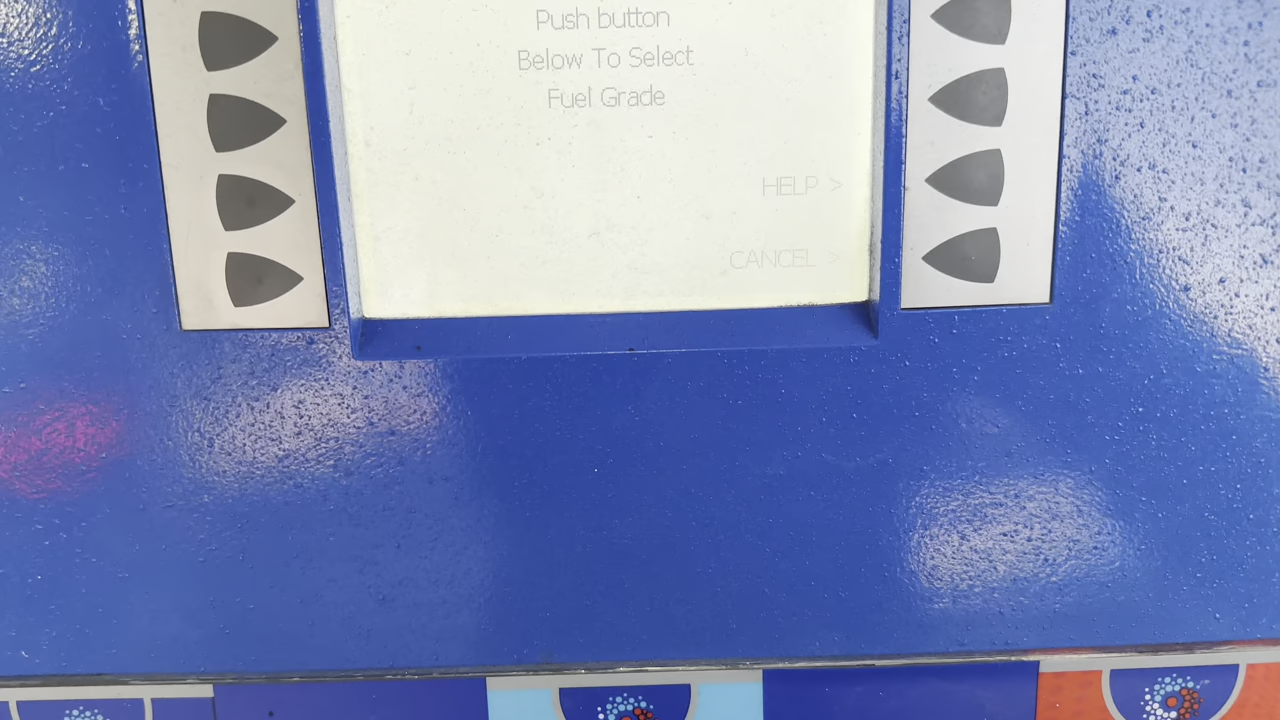 Push button
Below To Select
Fuel Grade
HELP >
CANCEL >